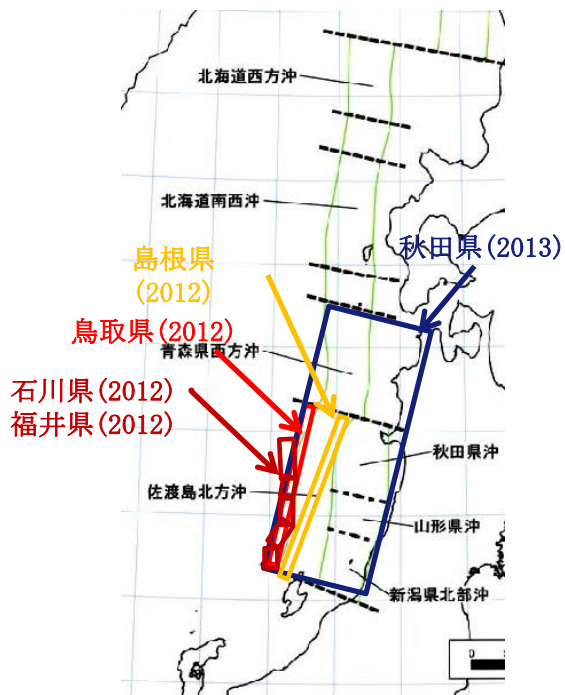 北海道西方沖
北海道南西沖
秋田県(2013)
島根県
(2012)
鳥取県(2012)
青森県西方沖
石川県(2012)
福井県(2012)
秋田県沖
佐渡島北方沖
山形県沖
新潟県北部沖
0